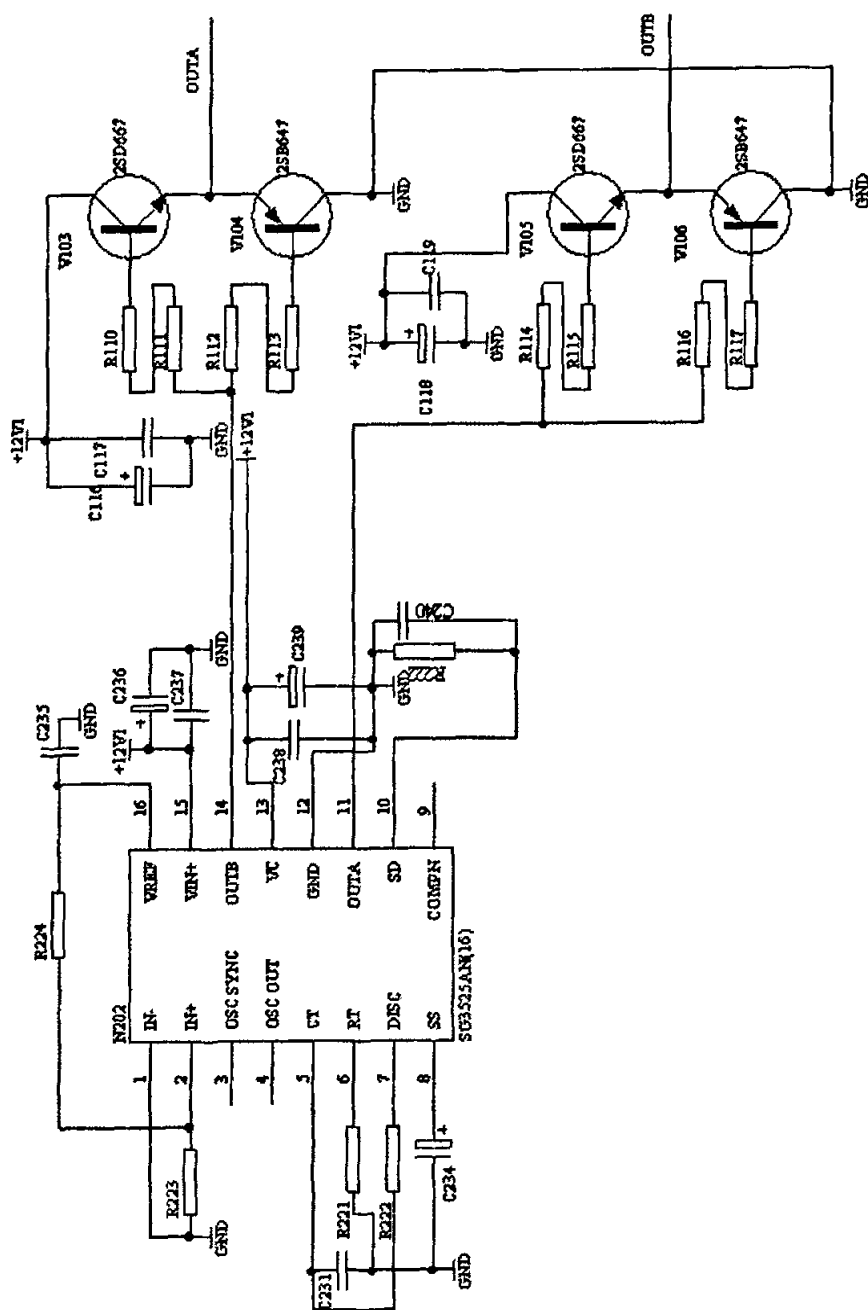 OUTA
OUTB
2SD667
2SB647
2SD667
2SB647
V103
V104
V105
V106
GND
GND
R110
R111
R112
R113
C119
+12V1
C118
GND
R114
R115
R116
R117
+12V1
C117
C116
GND
+12V1
C235
GND
C236
+12V1
C237
GND
C239
C238
GND
C240
R224
16
15
14
13
12
11
10
9
N202
VREF
VIN+
OUTB
VC
GND
OUTA
SD
COMPN
IN-
IN+
OSC SYNC
OSC OUT
CT
RT
DISC
SS
SG3525AN(16)
1
2
3
4
5
6
7
8
R223
GND
R221
R222
C231
C234
GND